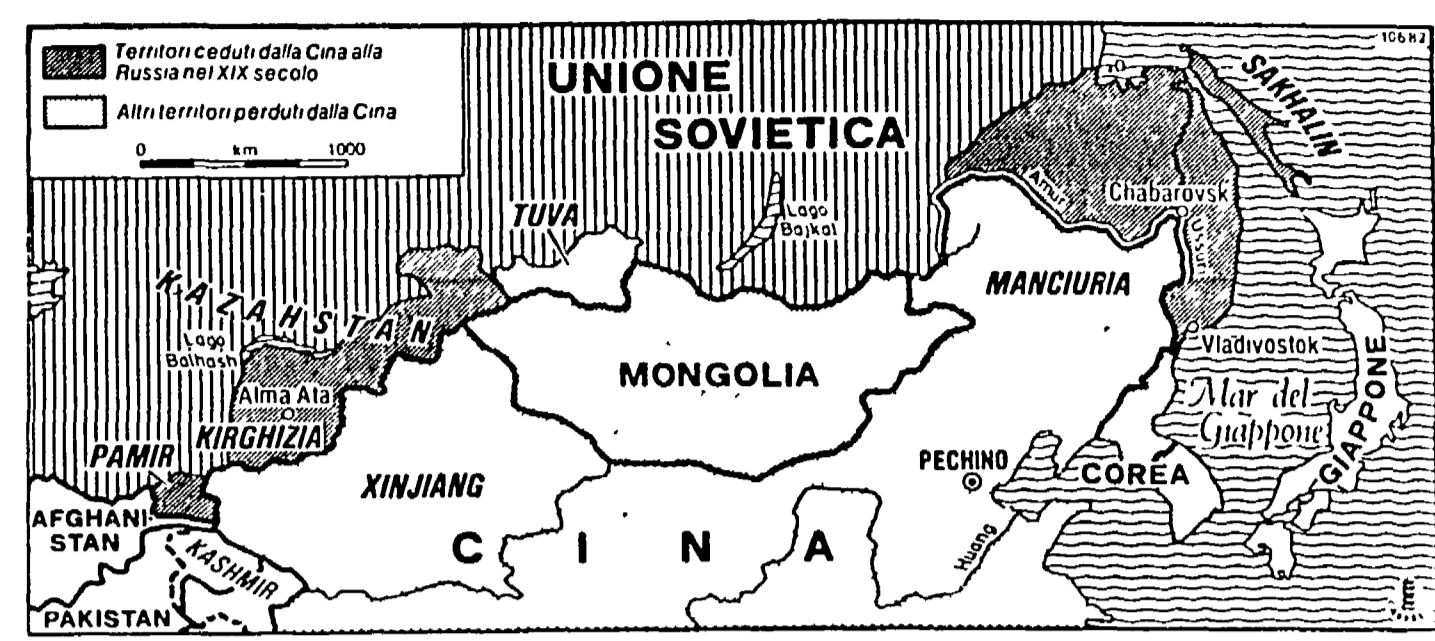 Territori ceduti dalla Cina alla
Russia nel XIX secolo
Altri territori perduti dalla Cina
0 km 1000
UNIONE
SOVIETICA
SAKHALIN
TUVA
Lago
Bajkal
Amur
Chabarovsk
Ussuri
KAZAHSTAN
MANCIURIA
Lago
Balhash
Vladivostok
MONGOLIA
Alma Ata
Mar del
Giappone
GIAPPONE
KIRGHIZIA
PAMIR
XINJIANG
PECHINO
COREA
AFGHANI-
STAN
CINA
Huang
KASHMIR
PAKISTAN